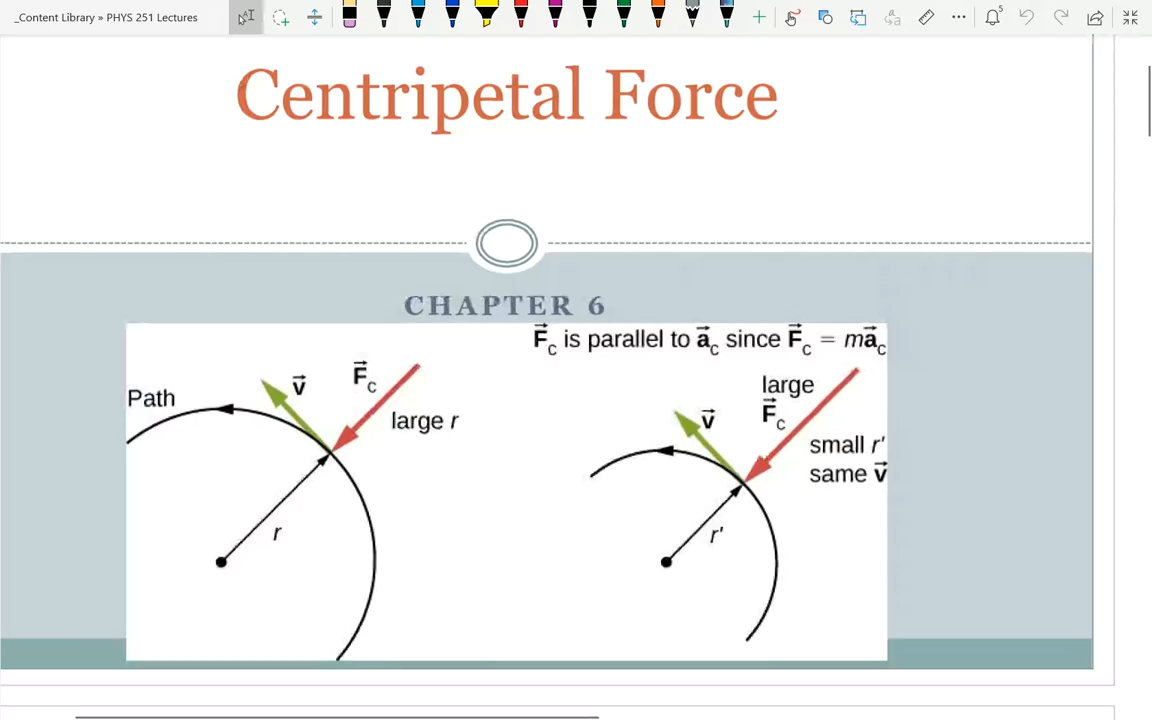 _Content Library » PHYS 251 Lectures
5
Centripetal Force
CHAPTER 6
F⃗c is parallel to a⃗c since F⃗c = ma⃗c
Path
v⃗
F⃗c
large r
r
v⃗
large
F⃗c
small r'
same v⃗
r'